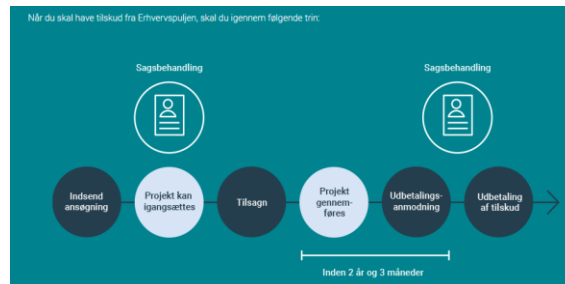 Når du skal have tilskud fra Erhvervspuljen, skal du igennem følgende trin:
Sagsbehandling
Sagsbehandling
Indsend
ansøgning
Projekt kan
igangsættes
Tilsagn
Projekt
gennem-
føres
Udbetalings-
anmodning
Udbetaling
af tilskud
Inden 2 år og 3 måneder